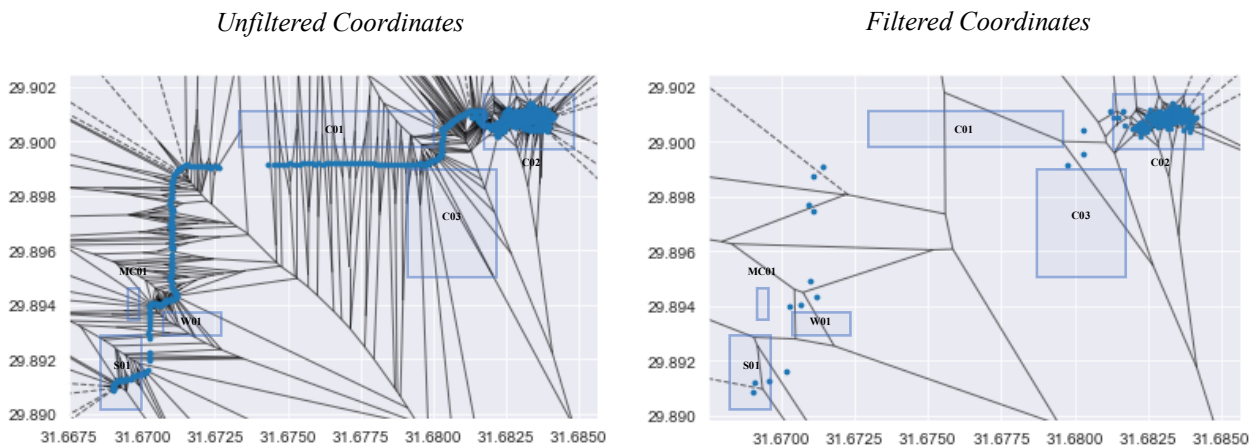 Unfiltered Coordinates
Filtered Coordinates
29.902
29.900
29.898
29.896
29.894
29.892
29.890
C01
C02
C03
MC01
W01
S01
31.6675 31.6700 31.6725 31.6750 31.6775 31.6800 31.6825 31.6850
29.902
29.900
29.898
29.896
29.894
29.892
29.890
C01
C02
C03
MC01
W01
S01
31.6700 31.6725 31.6750 31.6775 31.6800 31.6825 31.6850